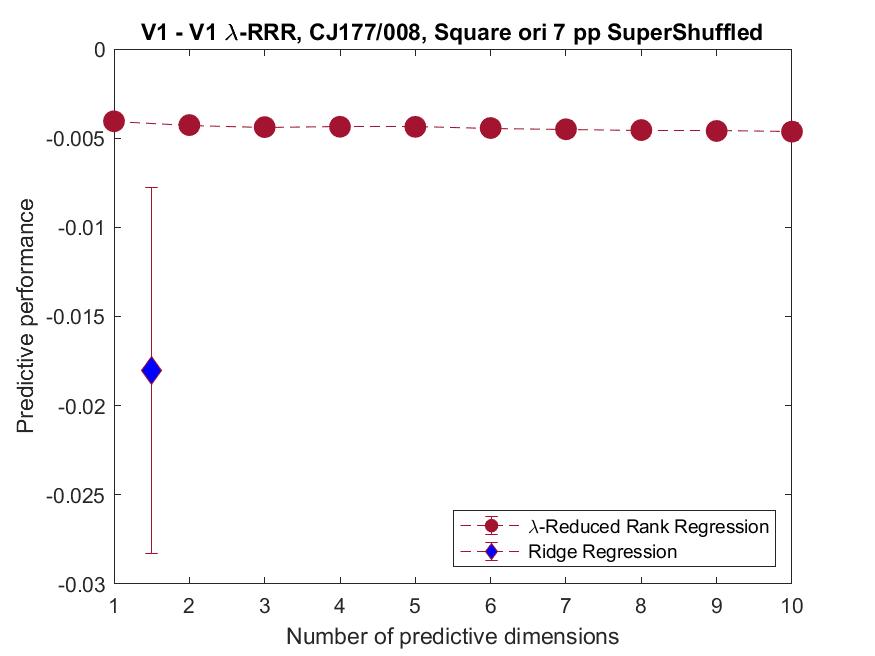 V1 - V1 λ-RRR, CJ177/008, Square ori 7 pp SuperShuffled
0
-0.005
-0.01
-0.015
-0.02
-0.025
-0.03
Predictive performance
λ-Reduced Rank Regression
Ridge Regression
1 2 3 4 5 6 7 8 9 10
Number of predictive dimensions